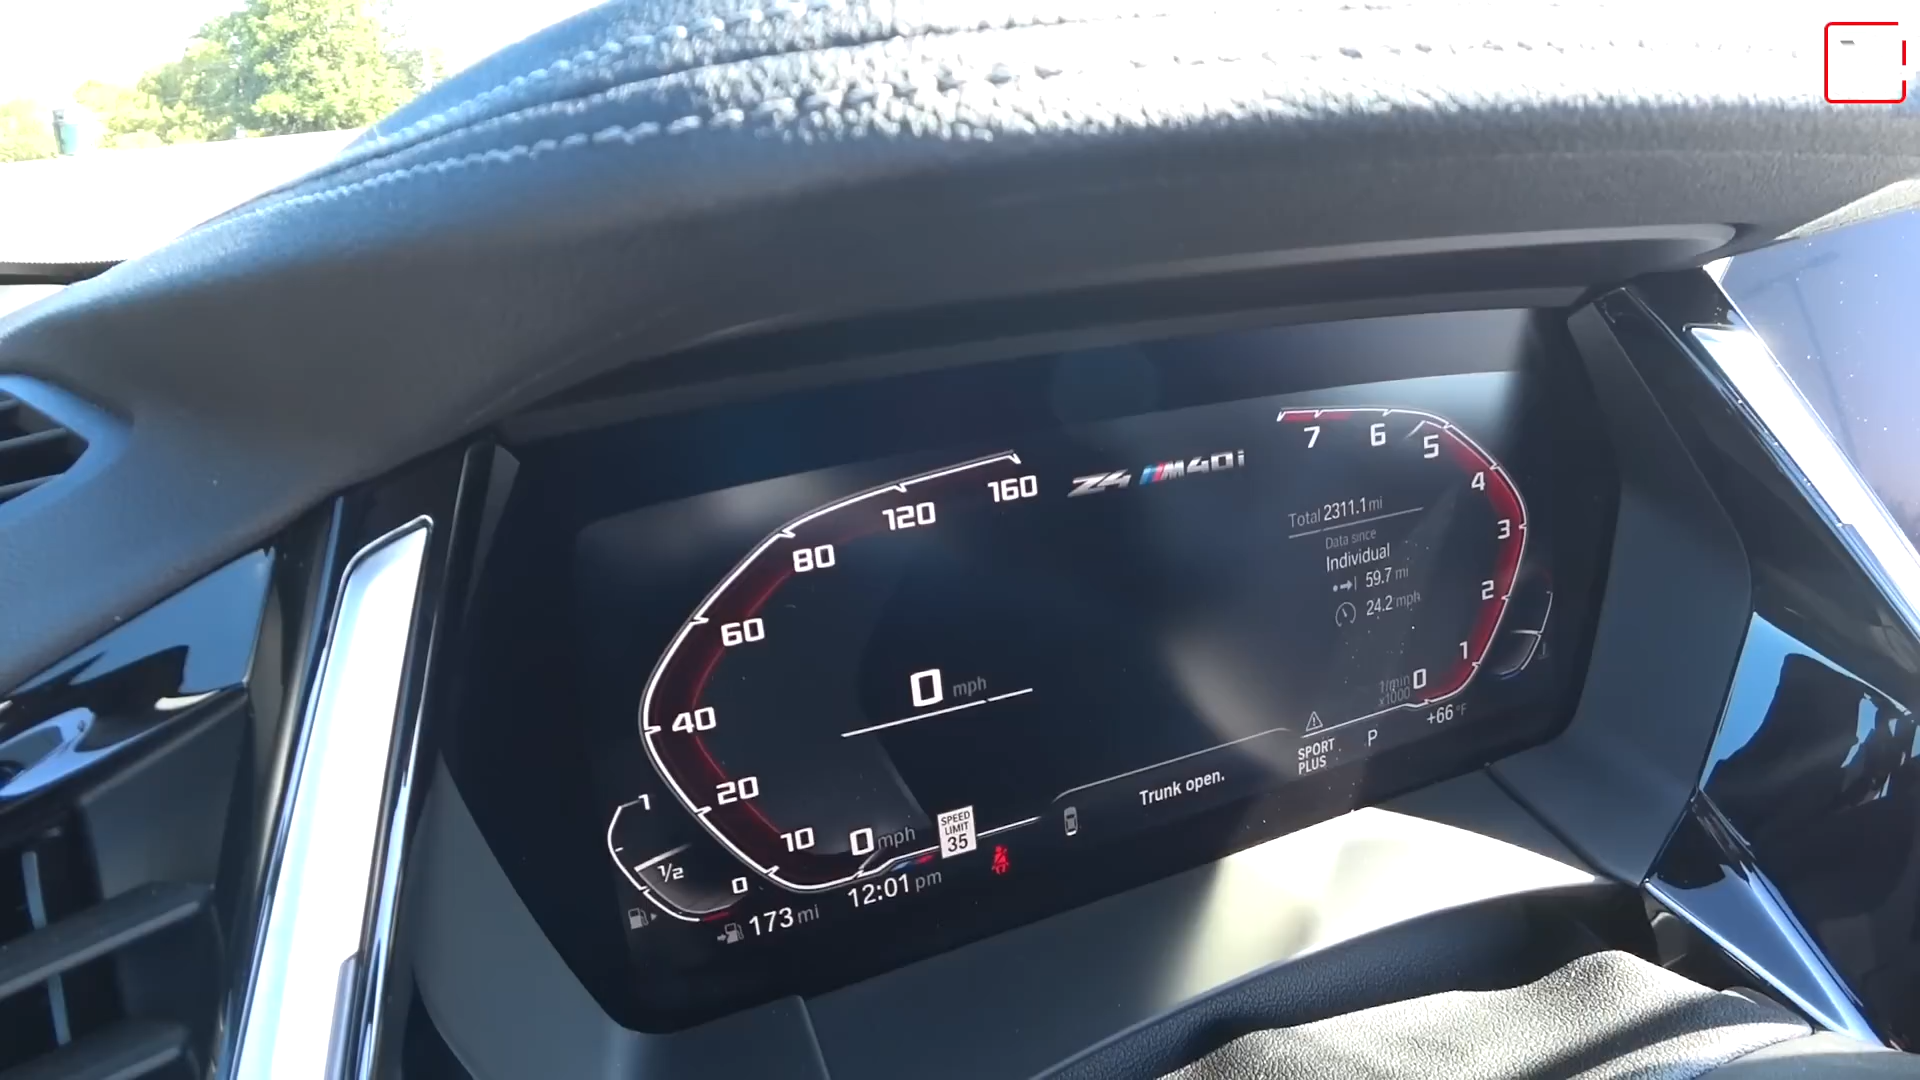 160
120
80
60
40
20
10
0 mph
0 mph
Z4 M40i
7
6
5
4
3
2
1
0
1/min
x1000
Total 2311.1 mi
Data since
Individual
59.7 mi
24.2 mph
+66 °F
SPORT
PLUS
P
Trunk open.
SPEED
LIMIT
35
1
1/2
0
173 mi
12:01 pm